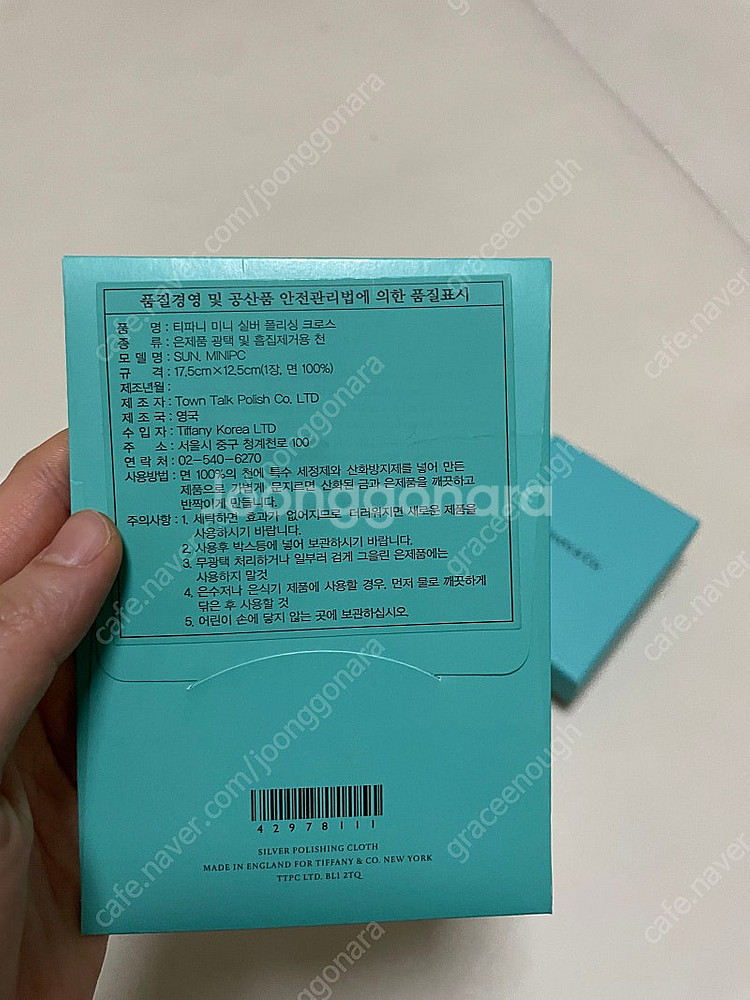 품질경영 및 공산품 안전관리법에 의한 품질표시
품 명 : 티파니 미니 실버 폴리싱 크로스
종 류 : 은제품 광택 및 흠집제거용 천
모 델 명 : SUN, MINIPC
규 격 : 17,5cm×12,5cm(1장, 면 100%)
제조년월 :
제 조 자 : Town Talk Polish Co. LTD
제 조 국 : 영국
수 입 자 : Tiffany Korea LTD
주 소 : 서울시 중구 청계천로 100
연 락 처 : 02-540-6270
사용방법 : 면 100%의 천에 특수 세정제와 산화방지제를 넣어 만든
제품으로 가볍게 문지르면 산화된 금과 은제품을 깨끗하고
반짝이게 만듭니다.
주의사항 : 1. 세탁하면 효과가 없어지므로 더러워지면 새로운 제품을
사용하시기 바랍니다.
2. 사용후 박스등에 넣어 보관하시기 바랍니다.
3. 무광택 처리하거나 일부러 검게 그을린 은제품에는
사용하지 말것
4. 은수저나 은식기 제품에 사용할 경우, 먼저 물로 깨끗하게
닦은 후 사용할 것
5. 어린이 손에 닿지 않는 곳에 보관하십시오.
42978111
SILVER POLISHING CLOTH
MADE IN ENGLAND FOR TIFFANY & CO. NEW YORK
TTPC LTD. BL1 2TQ
joonggonara
cafe.naver.com/joonggonara
graceenough